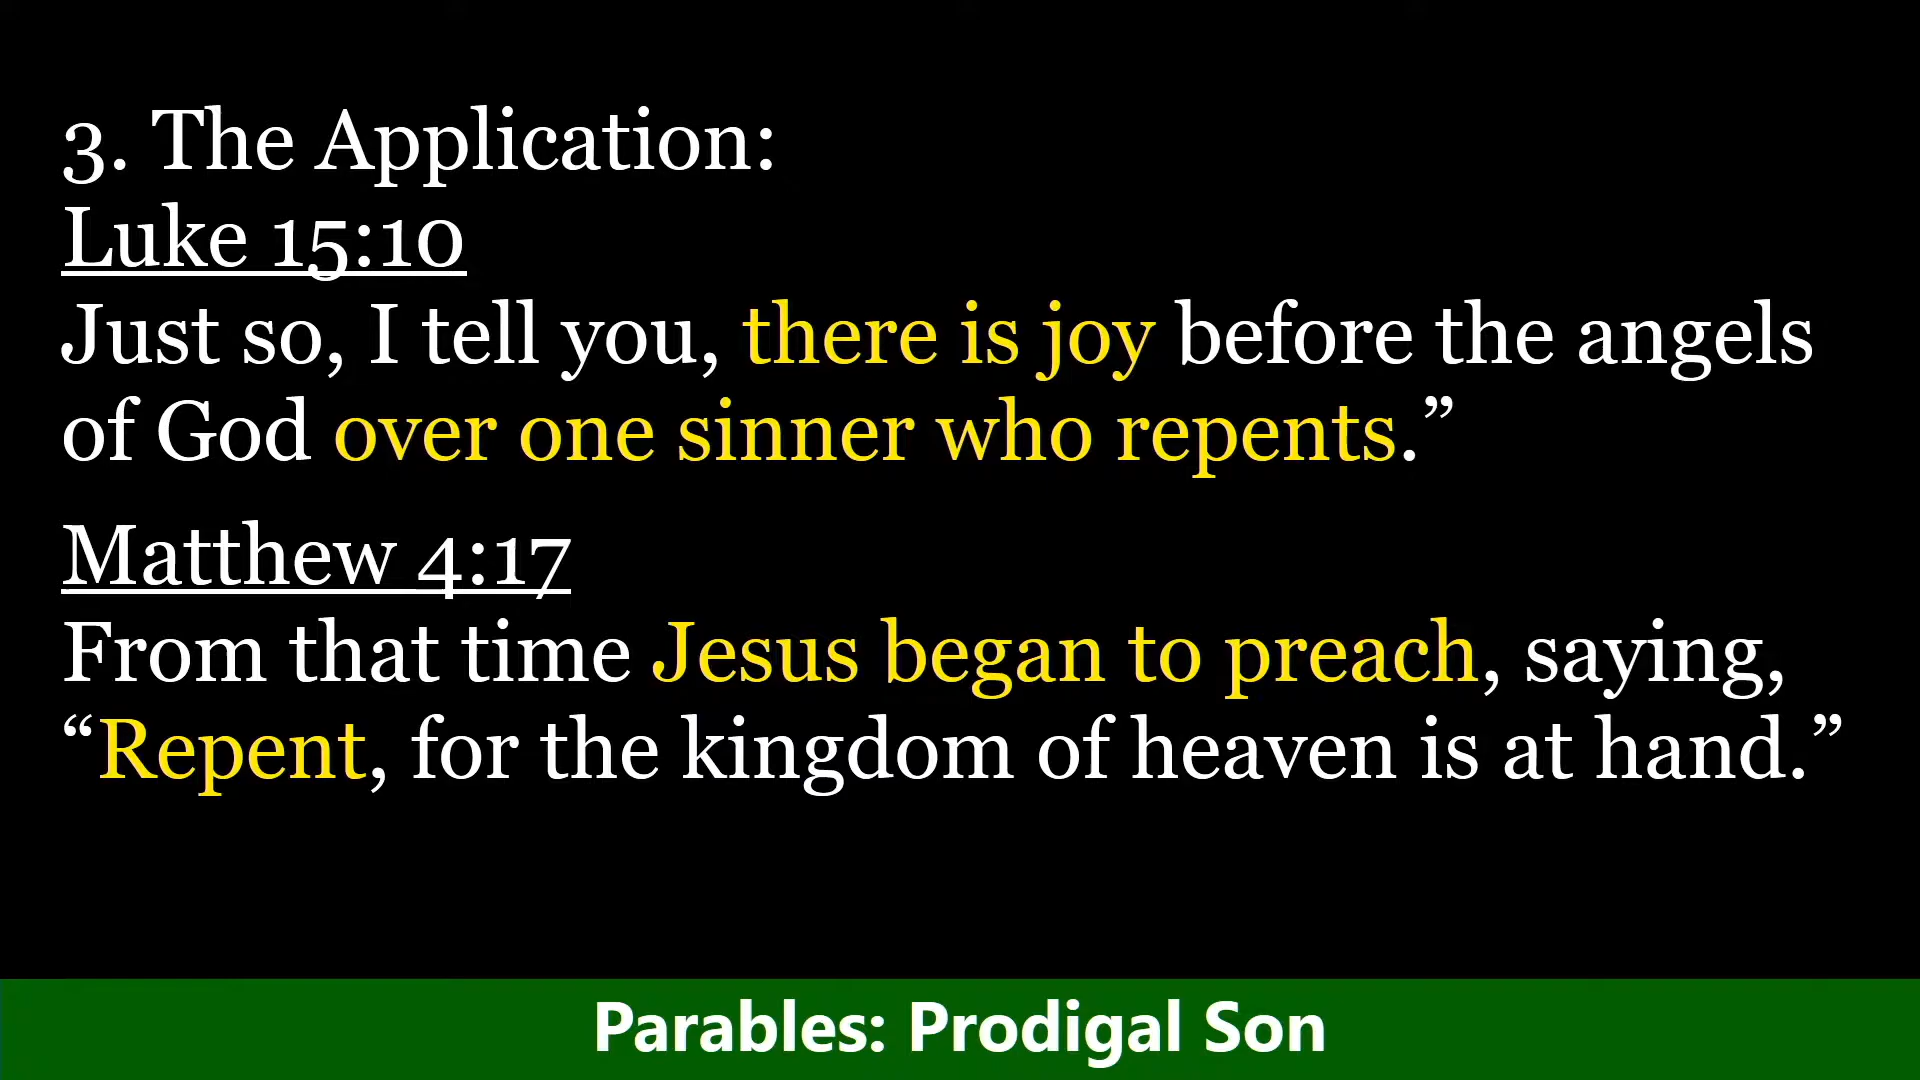 3. The Application:
Luke 15:10
Just so, I tell you, there is joy before the angels
of God over one sinner who repents.”
Matthew 4:17
From that time Jesus began to preach, saying,
“Repent, for the kingdom of heaven is at hand.”
Parables: Prodigal Son